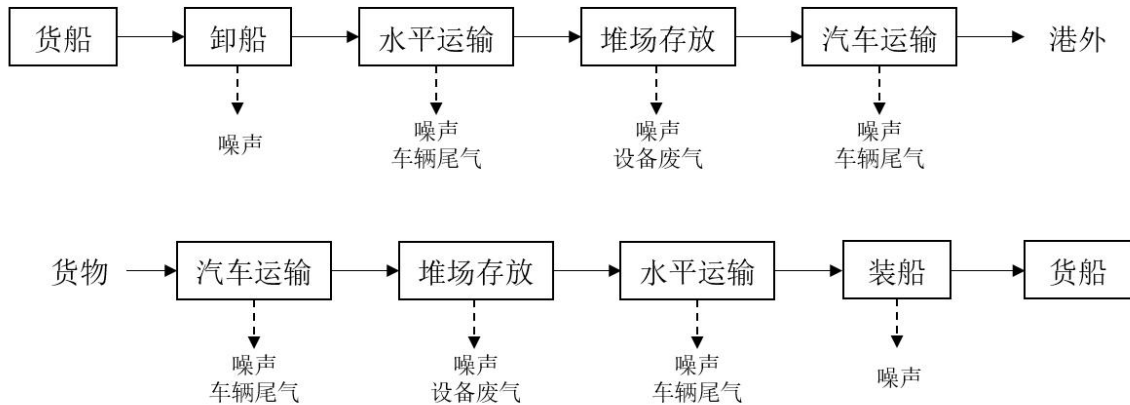 货船 卸船 水平运输 堆场存放 汽车运输 港外
噪声 噪声 噪声 噪声
车辆尾气 设备废气 车辆尾气
货物 汽车运输 堆场存放 水平运输 装船 货船
噪声 噪声 噪声 噪声
车辆尾气 设备废气 车辆尾气